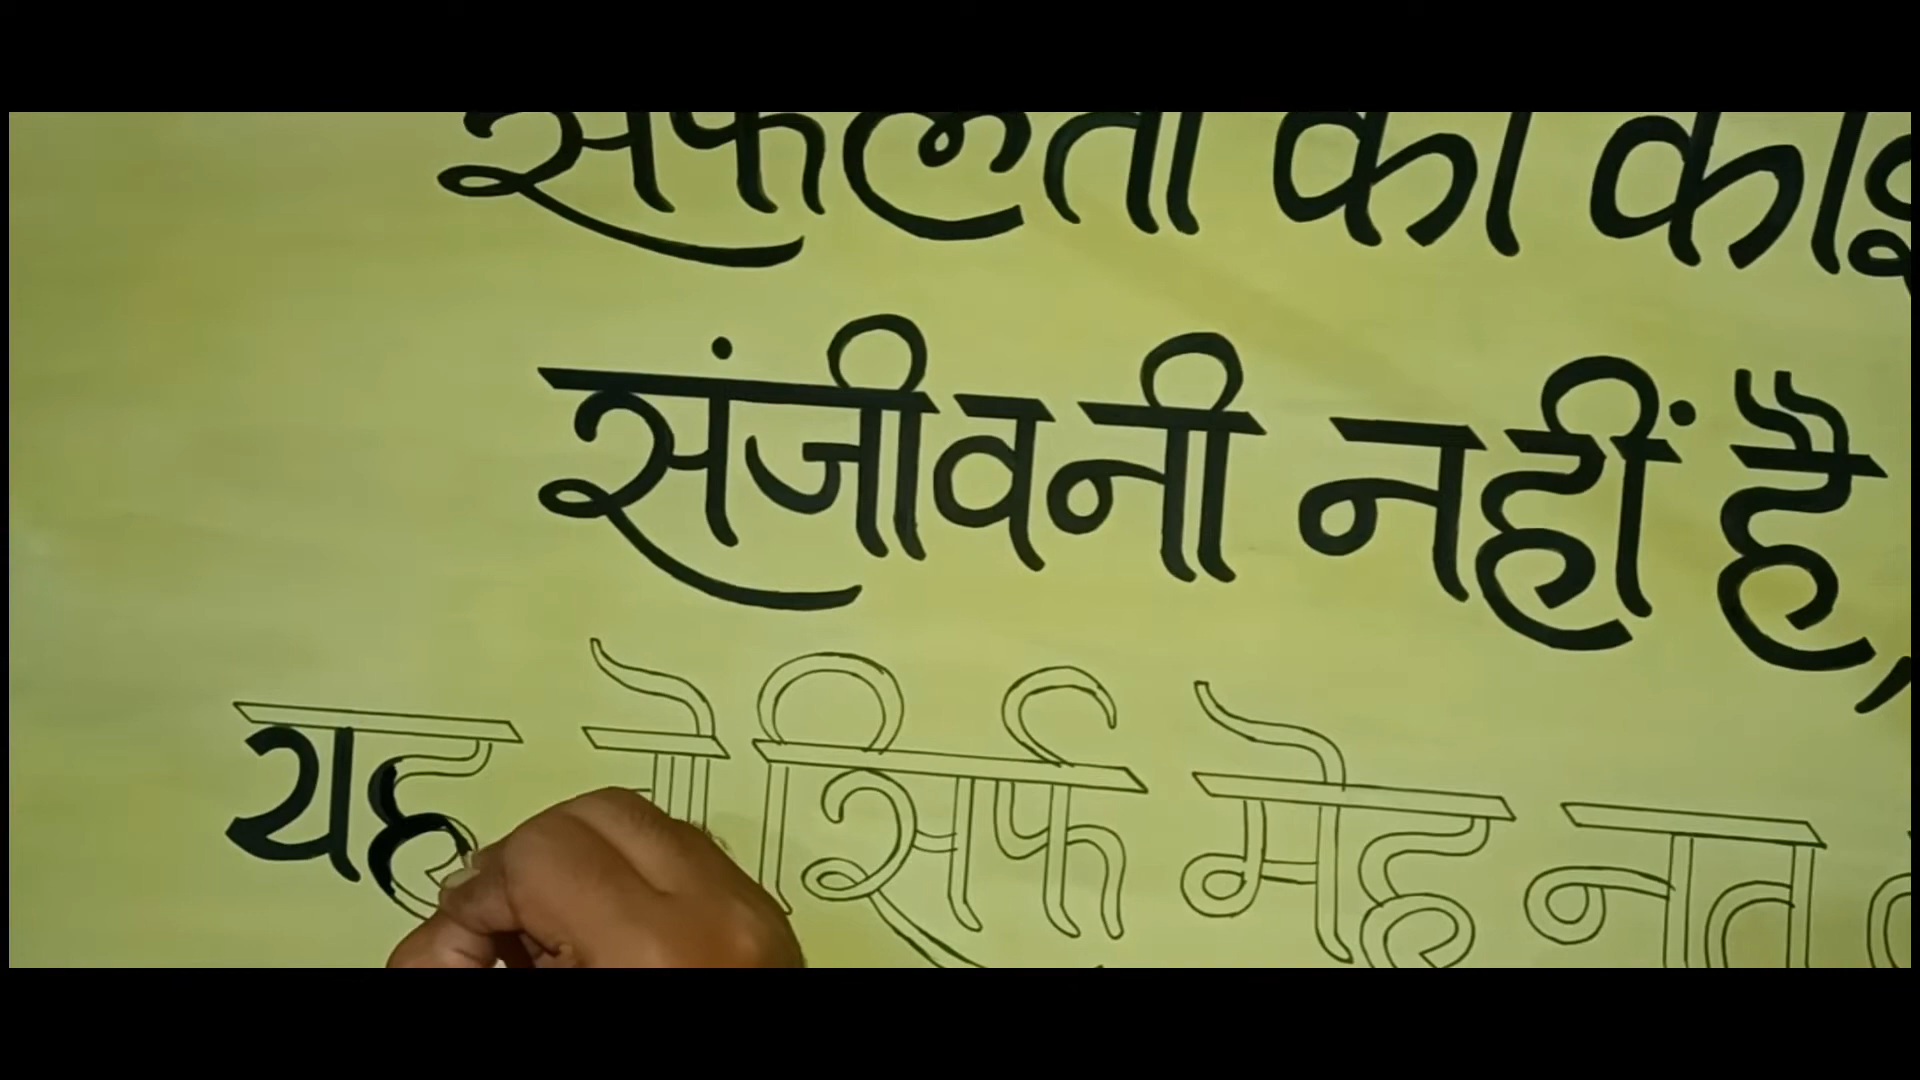 सफलता की
संजीवनी नहीं है,
यह तो सिर्फ मेहनत